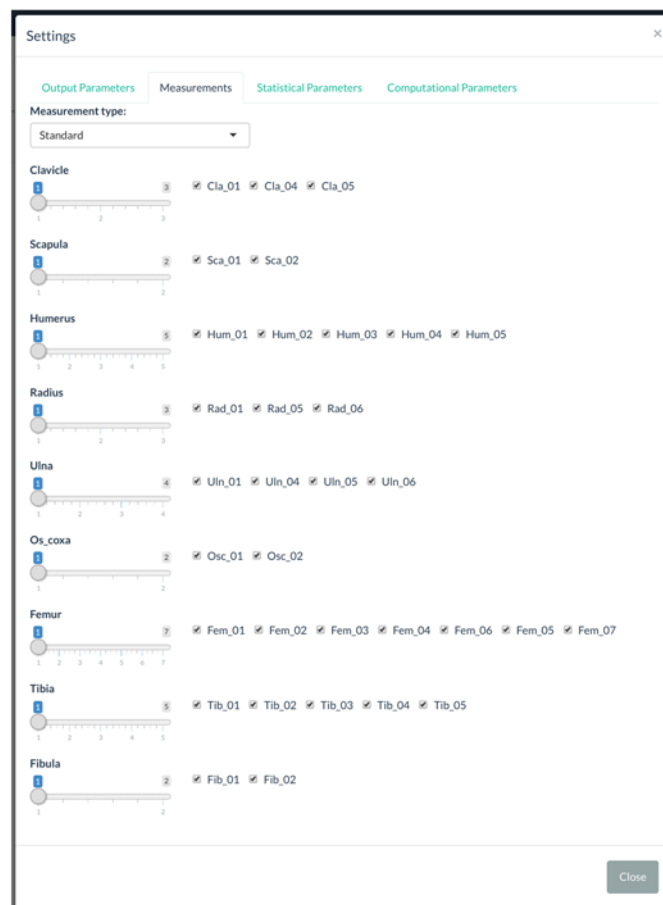 Settings ×
Output Parameters Measurements Statistical Parameters Computational Parameters
Measurement type:
Standard
Clavicle
1 3 Cla_01 Cla_04 Cla_05
1 2 3
Scapula
1 2 Sca_01 Sca_02
1 2
Humerus
1 5 Hum_01 Hum_02 Hum_03 Hum_04 Hum_05
1 2 3 4 5
Radius
1 3 Rad_01 Rad_05 Rad_06
1 2 3
Ulna
1 4 Uln_01 Uln_04 Uln_05 Uln_06
1 2 3 4
Os_coxa
1 2 Osc_01 Osc_02
1 2
Femur
1 7 Fem_01 Fem_02 Fem_03 Fem_04 Fem_06 Fem_05 Fem_07
1 2 3 4 5 6 7
Tibia
1 5 Tib_01 Tib_02 Tib_03 Tib_04 Tib_05
1 2 3 4 5
Fibula
1 2 Fib_01 Fib_02
1 2
Close